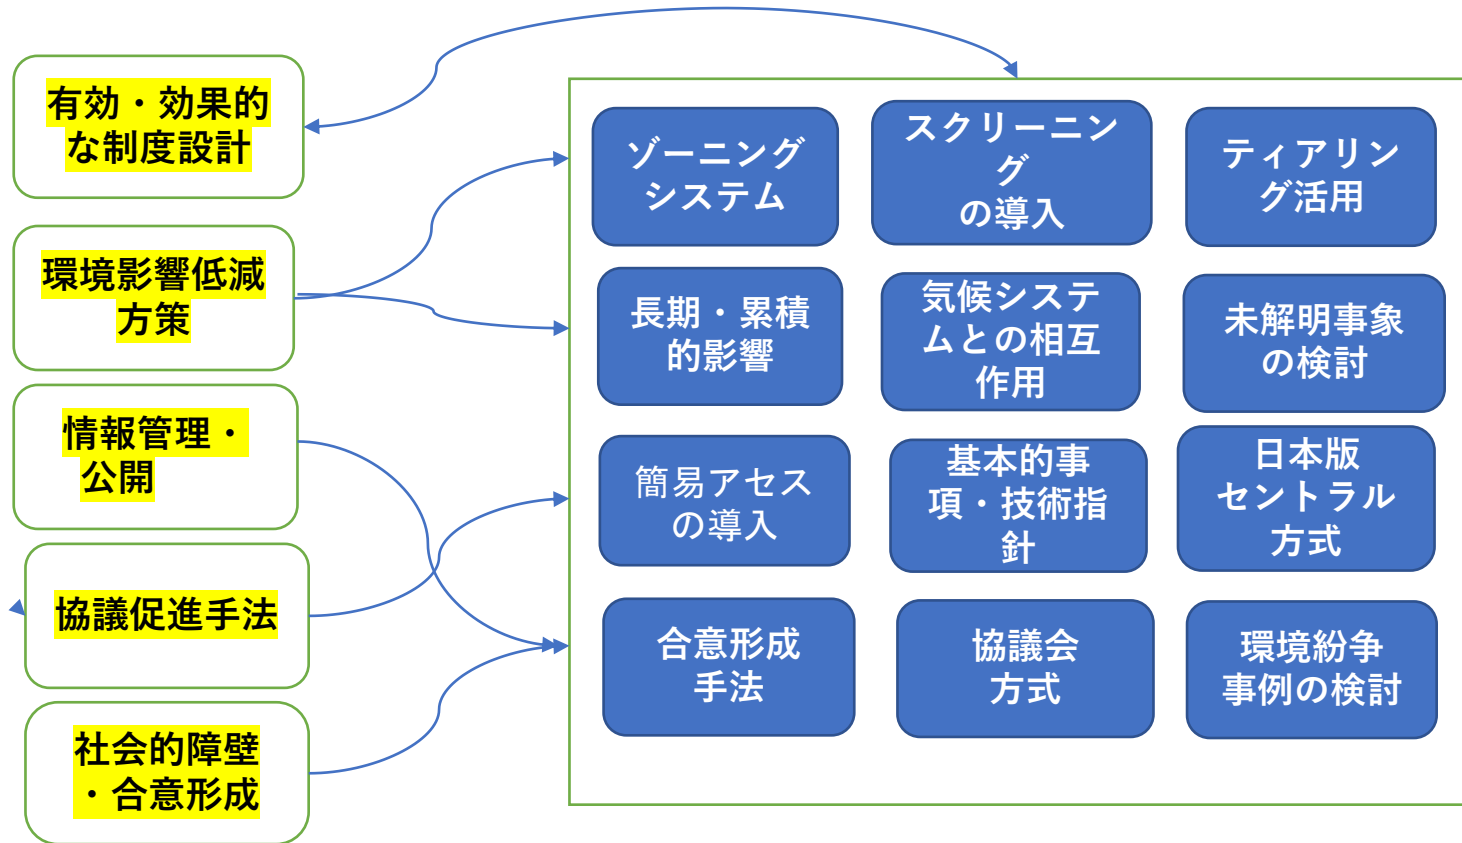 有効・効果的
な制度設計
環境影響低減
方策
情報管理・
公開
協議促進手法
社会的障壁
・合意形成
ゾーニング
システム
スクリーニン
グ
の導入
ティアリン
グ活用
長期・累積
的影響
気候システ
ムとの相互
作用
未解明事象
の検討
簡易アセス
の導入
基本的事
項・技術指
針
日本版
セントラル
方式
合意形成
手法
協議会
方式
環境紛争
事例の検討